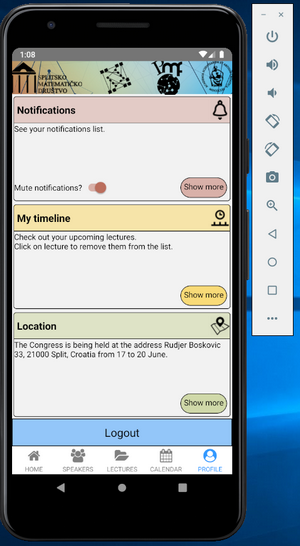 1:08
SPLITSKO
MATEMATIČKO
DRUŠTVO
Notifications
See your notifications list.
Mute notifications?
Show more
My timeline
Check out your upcoming lectures.
Click on lecture to remove them from the list.
Show more
Location
The Congress is being held at the address Rudjer Boskovic
33, 21000 Split, Croatia from 17 to 20 June.
Show more
Logout
HOME
SPEAKERS
LECTURES
CALENDAR
PROFILE